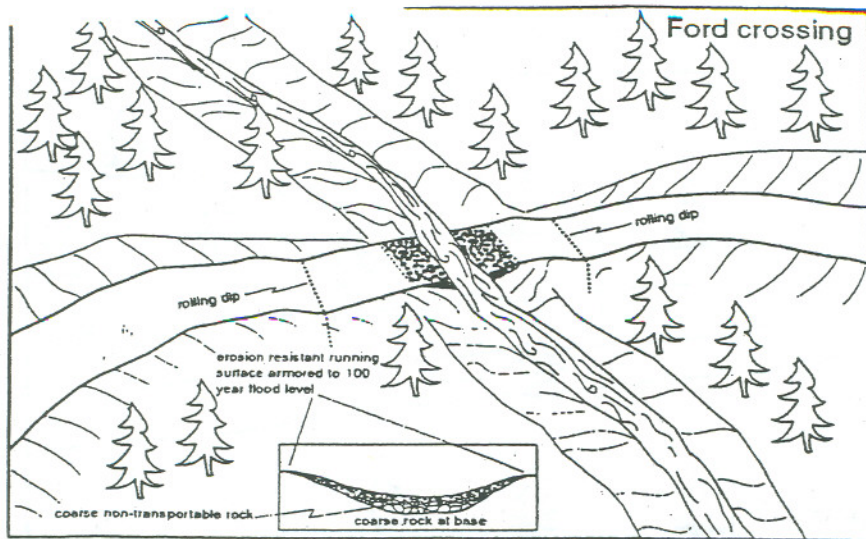 Ford crossing
rolling dip
rolling dip
erosion resistant running
surface armored to 100
year flood level
coarse non-transportable rock
coarse rock at base